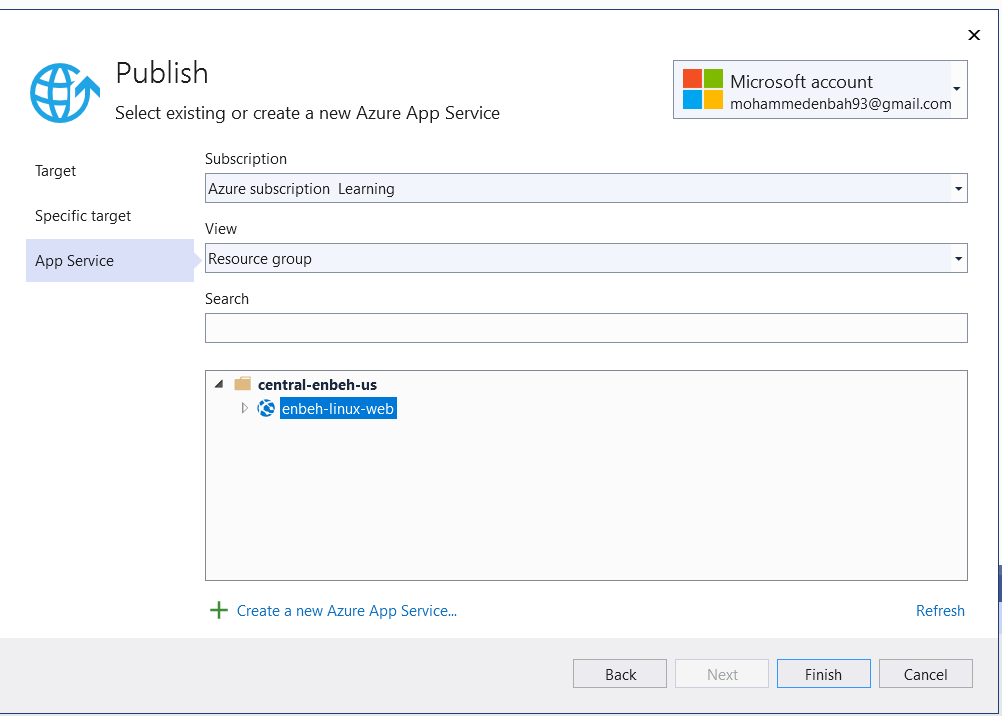 Publish
Select existing or create a new Azure App Service
Microsoft account
mohammedenbah93@gmail.com
Target
Specific target
App Service
Subscription
Azure subscription  Learning
View
Resource group
Search
central-enbeh-us
enbeh-linux-web
Create a new Azure App Service...
Refresh
Back
Next
Finish
Cancel